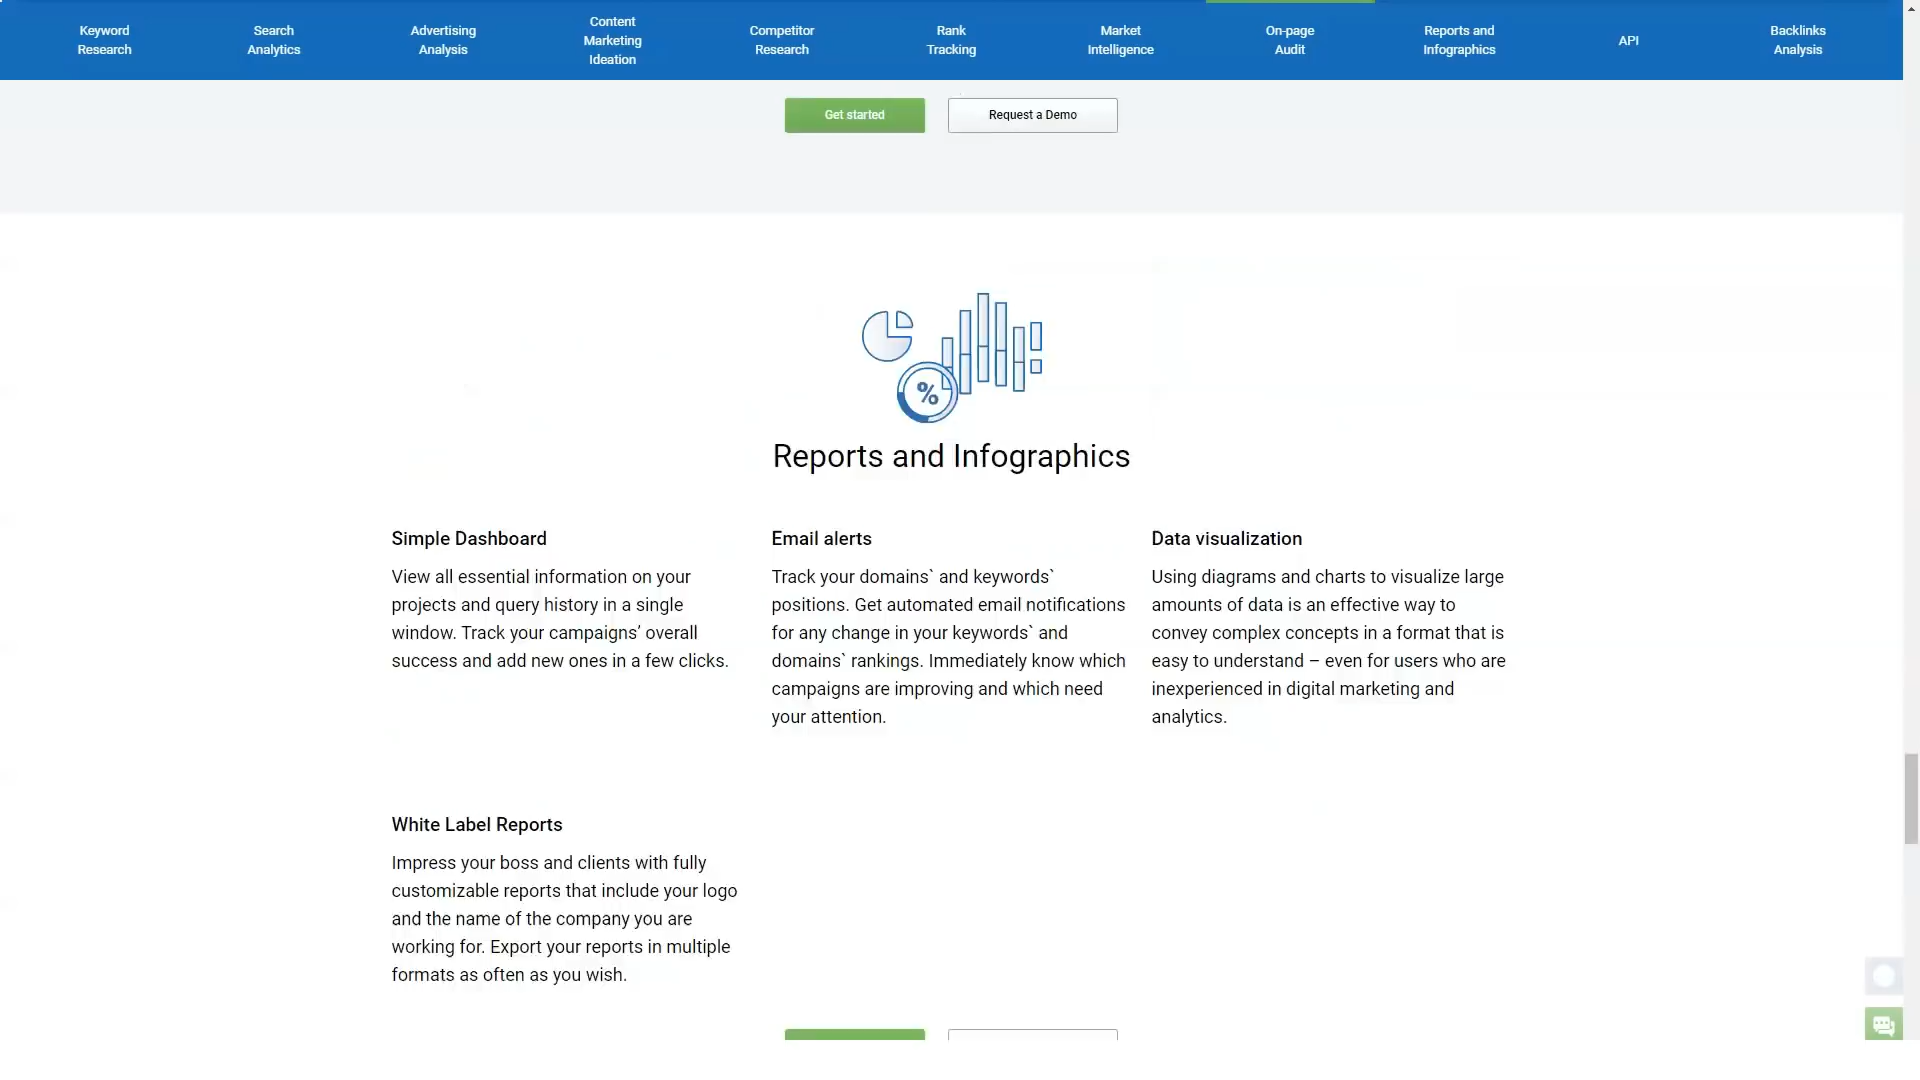 Keyword
Research
Search
Analytics
Advertising
Analysis
Content
Marketing
Ideation
Competitor
Research
Rank
Tracking
Market
Intelligence
On-page
Audit
Reports and
Infographics
API
Backlinks
Analysis
Get started
Request a Demo
%
Reports and Infographics
Simple Dashboard
View all essential information on your
projects and query history in a single
window. Track your campaigns’ overall
success and add new ones in a few clicks.
Email alerts
Track your domains` and keywords`
positions. Get automated email notifications
for any change in your keywords` and
domains` rankings. Immediately know which
campaigns are improving and which need
your attention.
Data visualization
Using diagrams and charts to visualize large
amounts of data is an effective way to
convey complex concepts in a format that is
easy to understand – even for users who are
inexperienced in digital marketing and
analytics.
White Label Reports
Impress your boss and clients with fully
customizable reports that include your logo
and the name of the company you are
working for. Export your reports in multiple
formats as often as you wish.